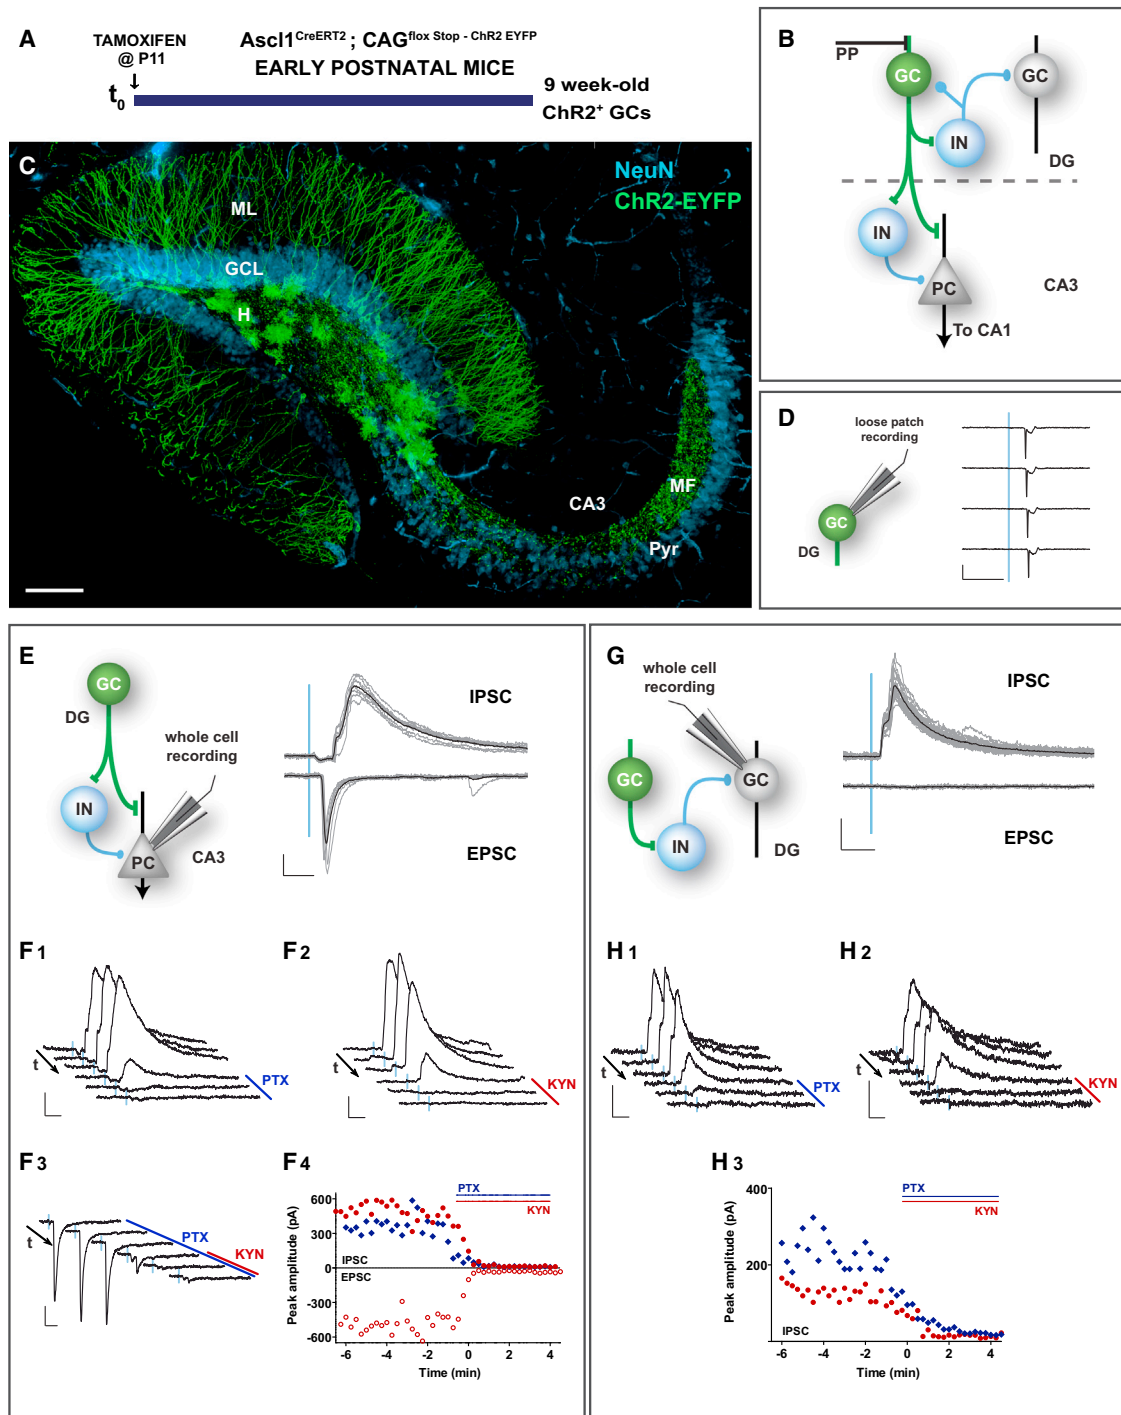 A
TAMOXIFEN
@ P11
t0
Ascl1CreERT2 ; CAGflox Stop - ChR2 EYFP
EARLY POSTNATAL MICE
9 week-old
ChR2+ GCs
B
PP
GC
GC
IN
DG
IN
PC
CA3
To CA1
C
NeuN
ChR2-EYFP
ML
GCL
H
CA3
MF
Pyr
D
loose patch
recording
GC
DG
E
GC
DG
whole cell
recording
IN
PC
CA3
IPSC
EPSC
G
whole cell
recording
GC
GC
IN
DG
IPSC
EPSC
F1
t
PTX
F2
t
KYN
H1
t
PTX
H2
t
KYN
F3
t
PTX
KYN
F4
PTX
KYN
Peak amplitude (pA)
600
300
0
-300
-600
IPSC
EPSC
-6 -4 -2 0 2 4
Time (min)
H3
PTX
KYN
Peak amplitude (pA)
400
200
IPSC
-6 -4 -2 0 2 4
Time (min)